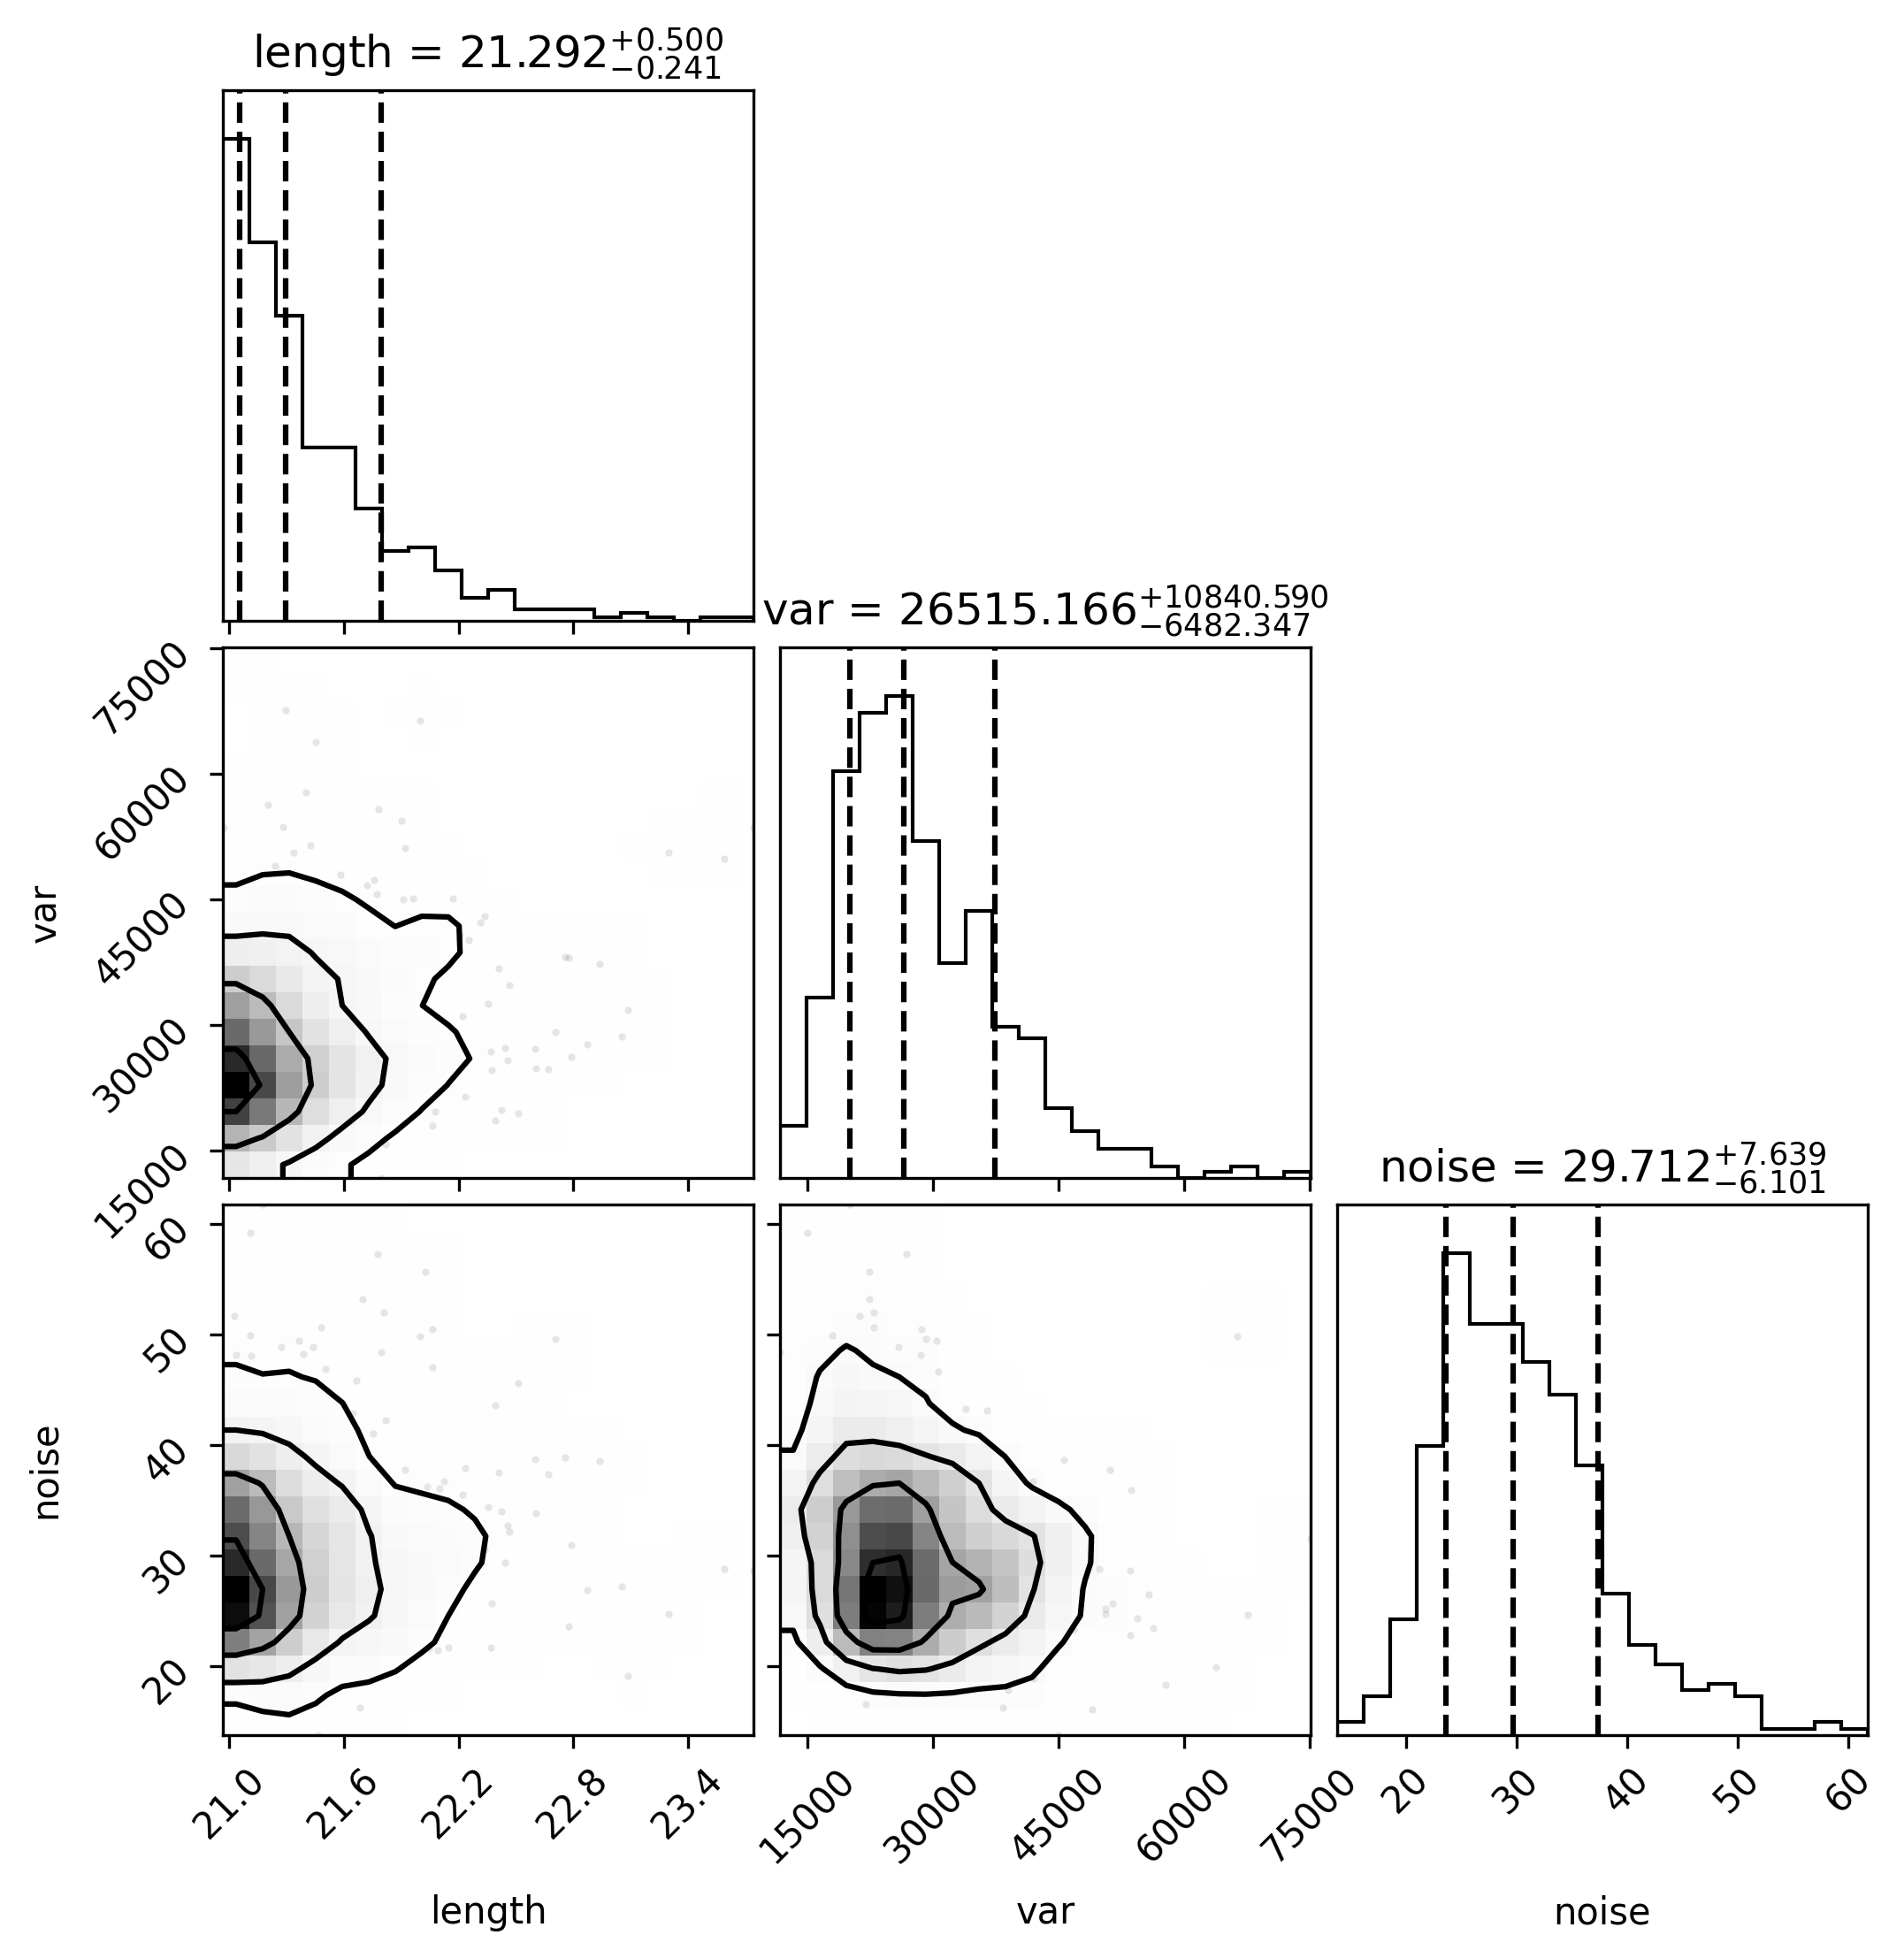 length = 21.292+0.500−0.241
var = 26515.166+10840.590−6482.347
75000
60000
45000
30000
15000
var
noise = 29.712+7.639−6.101
60
50
40
30
20
noise
21.0 21.6 22.2 22.8 23.4
15000 30000 45000 60000 75000
20 30 40 50 60
length var noise